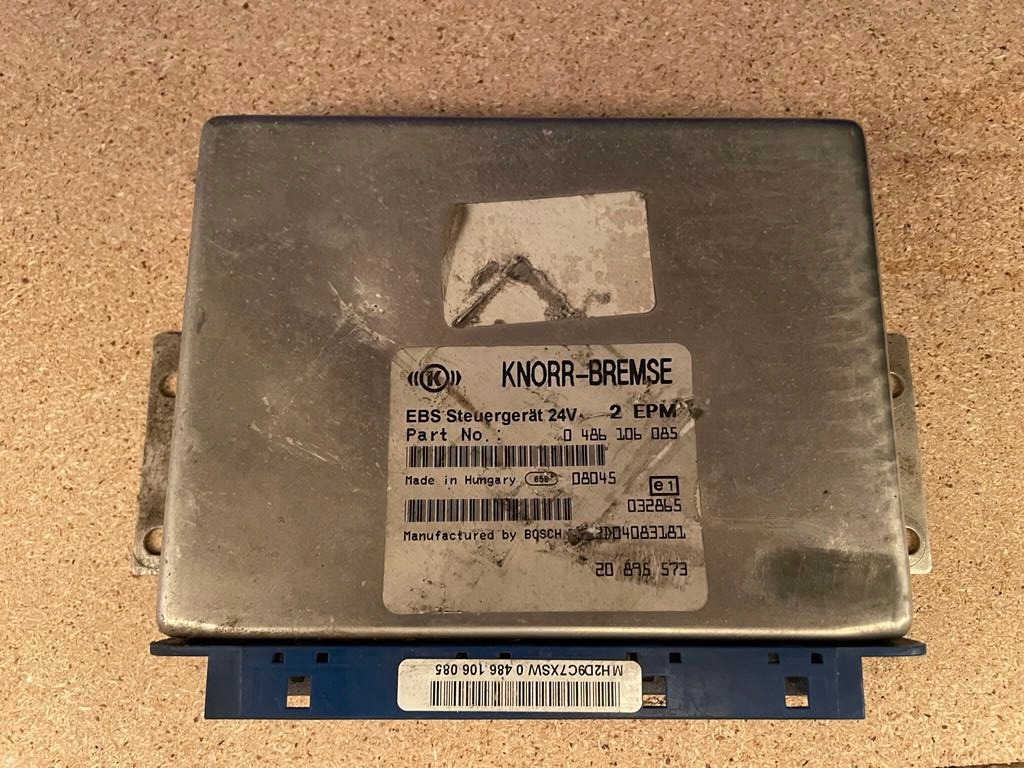 K KNORR-BREMSE
EBS Steuergerät 24V 2 EPM
Part No.: 0 486 106 085
Made in Hungary 08045
e1
032865
Manufactured by BOSCH D04083181
20 896 573
MH2D9C7XSW 0 486 106 085